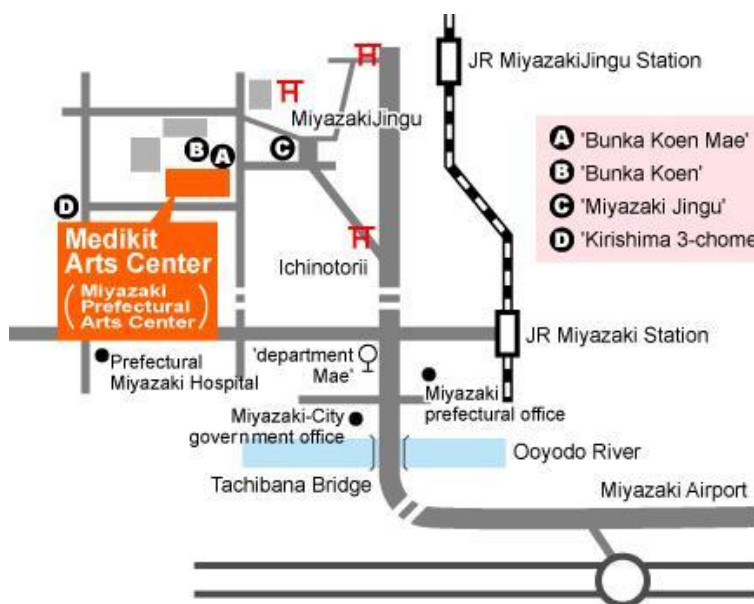 JR MiyazakiJingu Station
MiyazakiJingu
A 'Bunka Koen Mae'
B 'Bunka Koen'
C 'Miyazaki Jingu'
D 'Kirishima 3-chome
B
A
C
D
Medikit
Arts Center
(Miyazaki
Prefectural
Arts Center)
Ichinotorii
JR Miyazaki Station
Prefectural
Miyazaki Hospital
'department
Mae'
Miyazaki
prefectural office
Miyazaki-City
government office
Ooyodo River
Tachibana Bridge
Miyazaki Airport